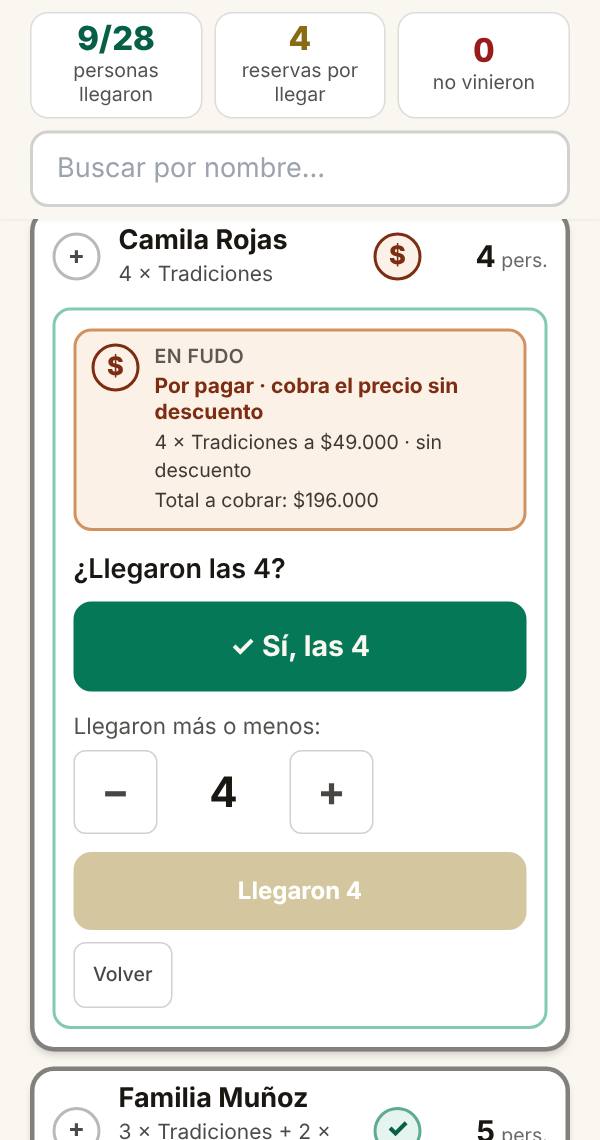 9/28
personas
llegaron
4
reservas por
llegar
0
no vinieron
Buscar por nombre...
+
Camila Rojas
4 × Tradiciones
$
4 pers.
$
EN FUDO
Por pagar · cobra el precio sin
descuento
4 × Tradiciones a $49.000 · sin
descuento
Total a cobrar: $196.000
¿Llegaron las 4?
✓ Sí, las 4
Llegaron más o menos:
− 4 +
Llegaron 4
Volver
+
Familia Muñoz
3 × Tradiciones + 2 ×
✓
5 pers.